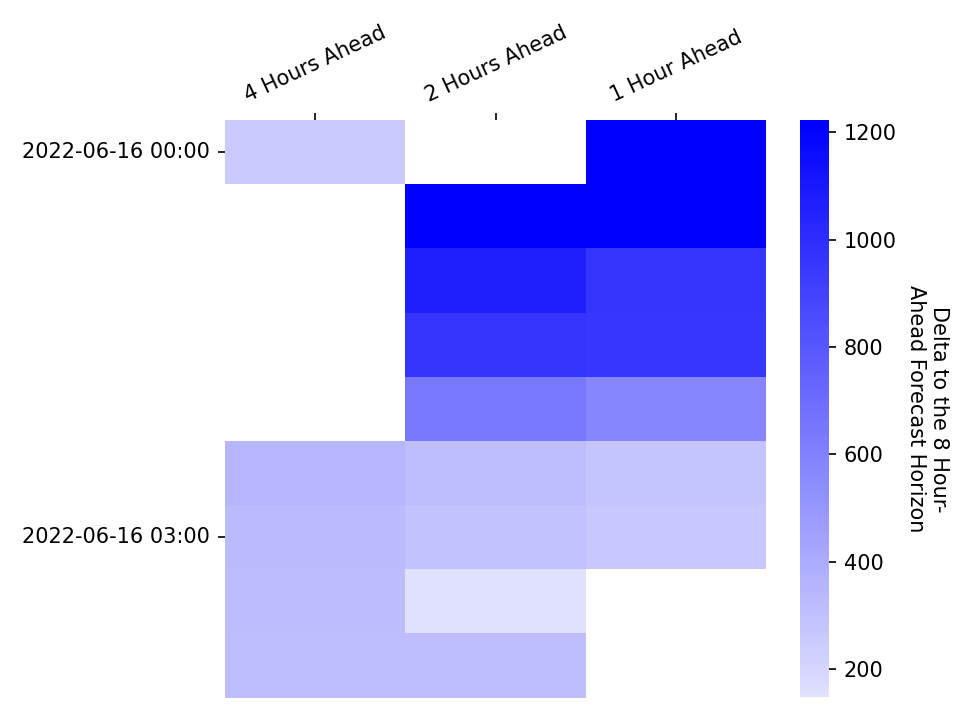 4 Hours Ahead
2 Hours Ahead
1 Hour Ahead
2022-06-16 00:00
2022-06-16 03:00
1200
1000
800
600
400
200
Delta to the 8 Hour-
Ahead Forecast Horizon